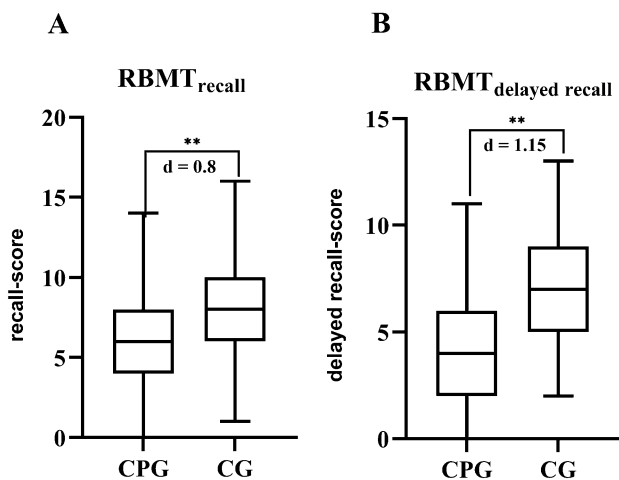 A
RBMTrecall
recall-score
20
15
10
5
0
**
d = 0.8
CPG
CG
B
RBMTdelayed recall
delayed recall-score
15
10
5
0
**
d = 1.15
CPG
CG